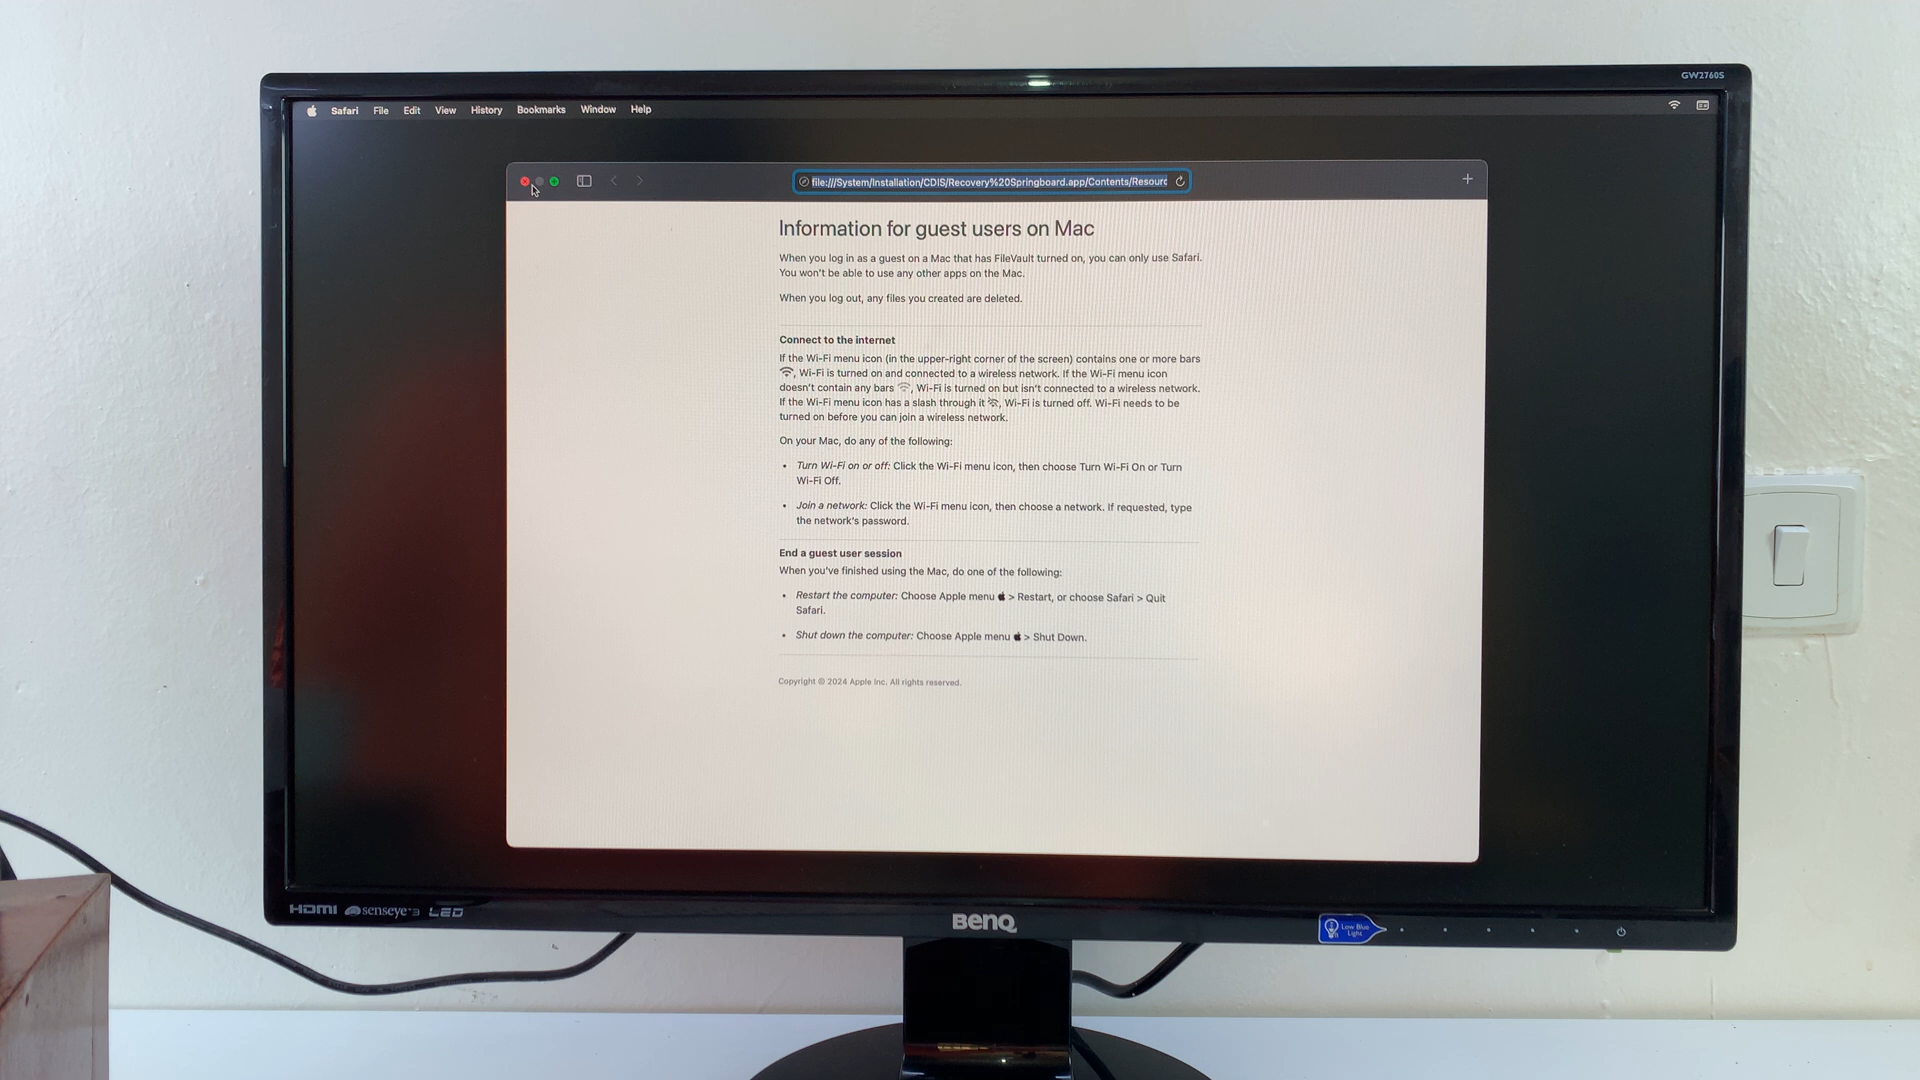 GW2760S
Safari File Edit View History Bookmarks Window Help
file:///System/Installation/CDIS/Recovery%20Springboard.app/Contents/Resourc
Information for guest users on Mac
When you log in as a guest on a Mac that has FileVault turned on, you can only use Safari.
You won't be able to use any other apps on the Mac.
When you log out, any files you created are deleted.
Connect to the internet
If the Wi-Fi menu icon (in the upper-right corner of the screen) contains one or more bars
, Wi-Fi is turned on and connected to a wireless network. If the Wi-Fi menu icon
doesn't contain any bars , Wi-Fi is turned on but isn't connected to a wireless network.
If the Wi-Fi menu icon has a slash through it , Wi-Fi is turned off. Wi-Fi needs to be
turned on before you can join a wireless network.
On your Mac, do any of the following:
• Turn Wi-Fi on or off: Click the Wi-Fi menu icon, then choose Turn Wi-Fi On or Turn
Wi-Fi Off.
• Join a network: Click the Wi-Fi menu icon, then choose a network. If requested, type
the network's password.
End a guest user session
When you've finished using the Mac, do one of the following:
• Restart the computer: Choose Apple menu > Restart, or choose Safari > Quit
Safari.
• Shut down the computer: Choose Apple menu > Shut Down.
Copyright © 2024 Apple Inc. All rights reserved.
HDMI senseye 3 LED
BenQ
Low Blue
Light